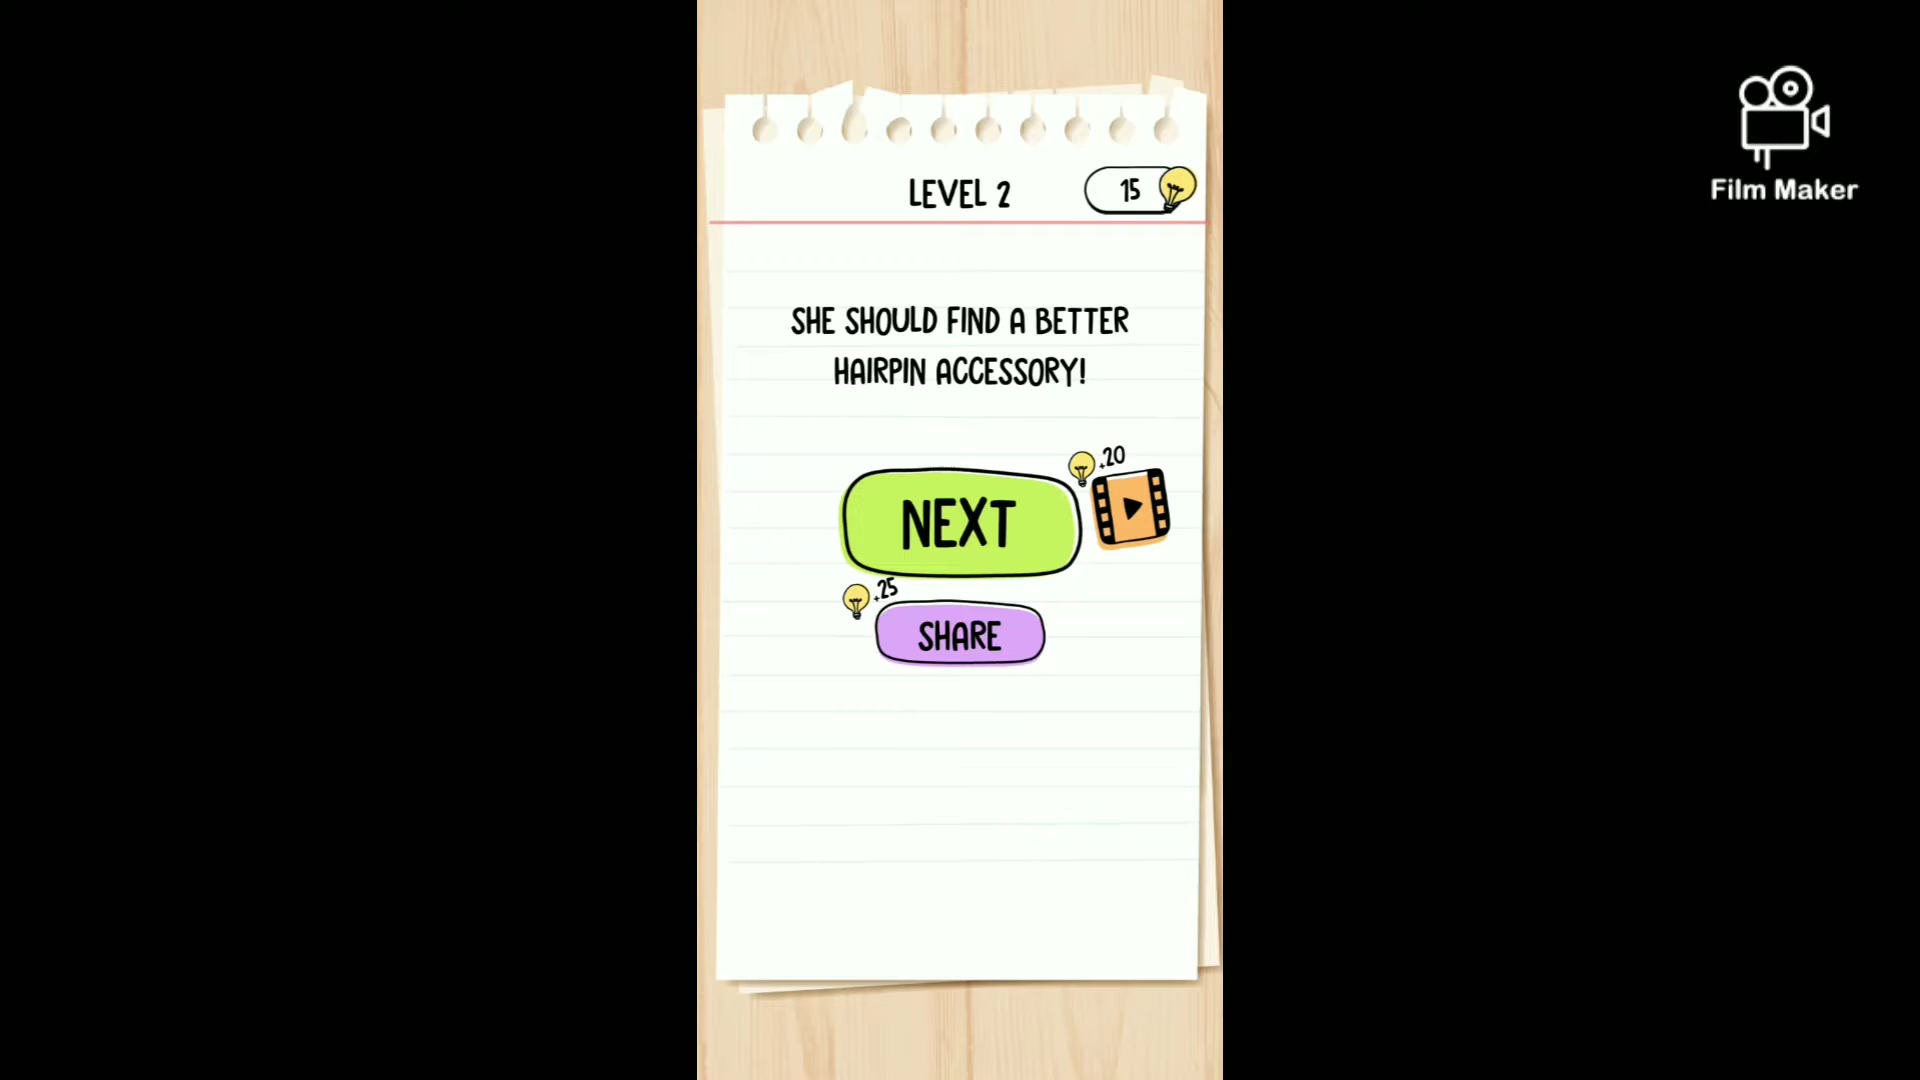 LEVEL 2
15
SHE SHOULD FIND A BETTER
HAIRPIN ACCESSORY!
+20
NEXT
+25
SHARE
Film Maker